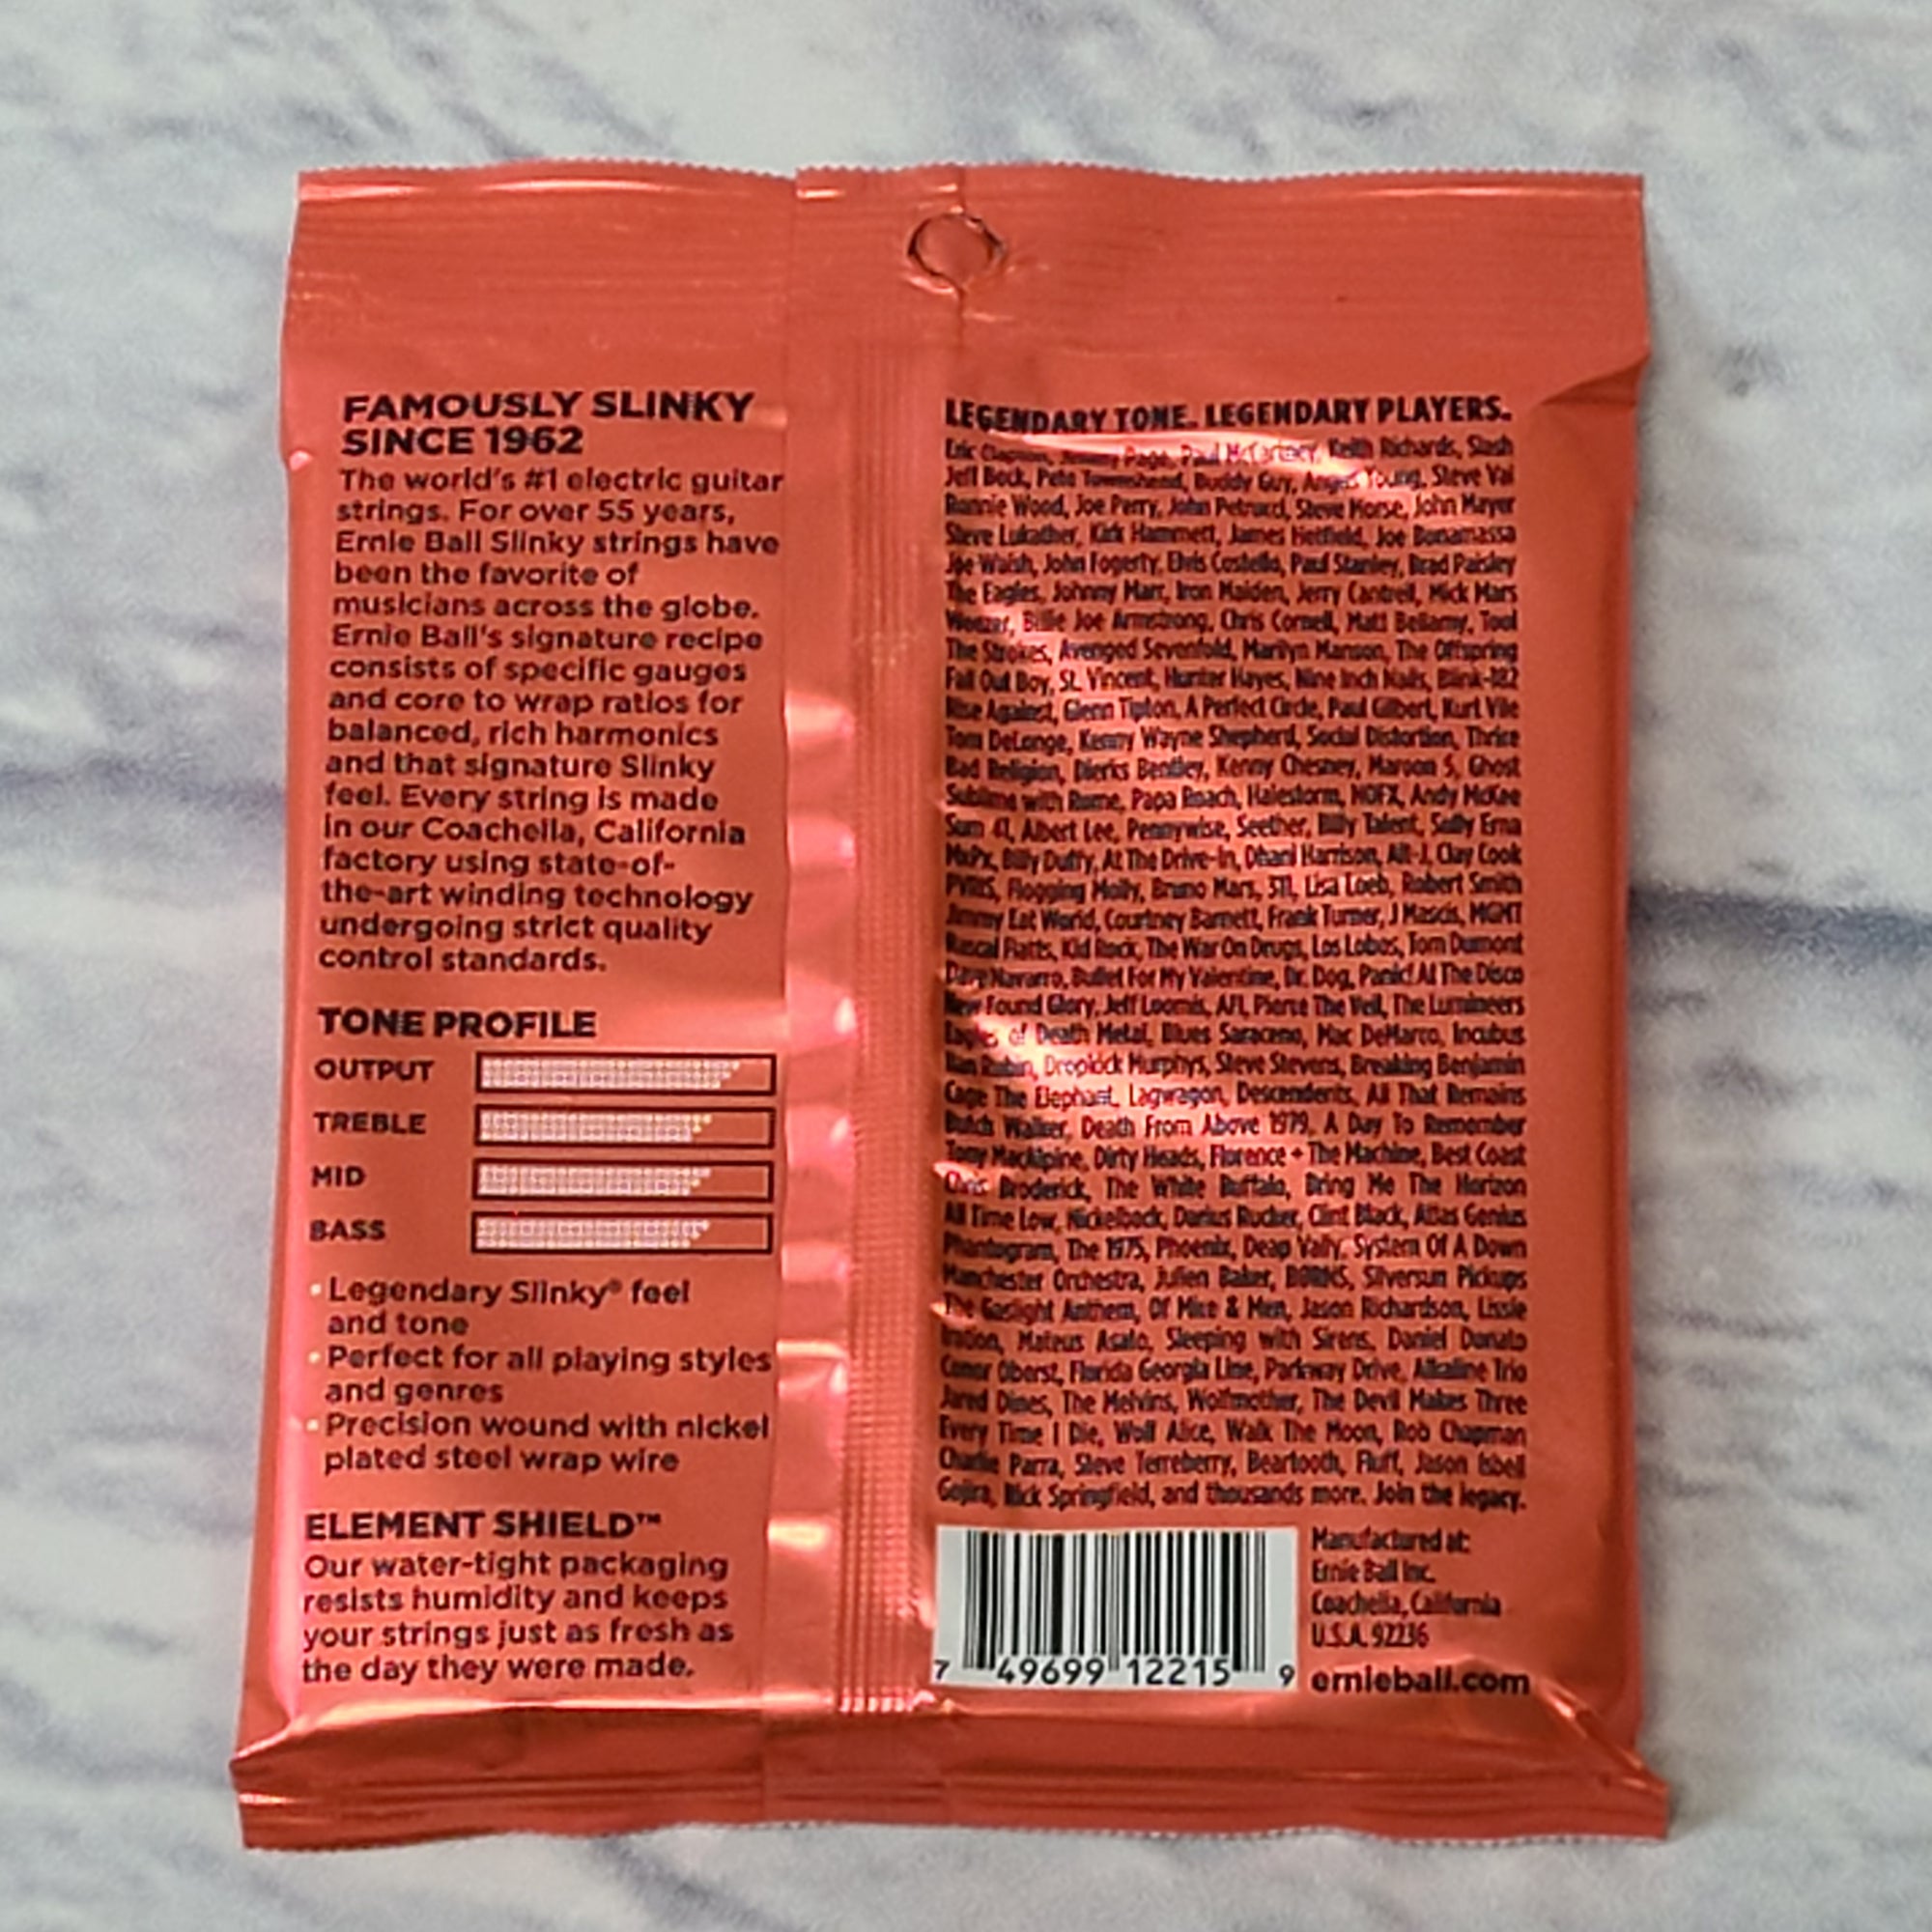 FAMOUSLY SLINKY
SINCE 1962
The world's #1 electric guitar
strings. For over 55 years,
Ernie Ball Slinky strings have
been the favorite of
musicians across the globe.
Ernie Ball's signature recipe
consists of specific gauges
and core to wrap ratios for
balanced, rich harmonics
and that signature Slinky
feel. Every string is made
in our Coachella, California
factory using state-of-
the-art winding technology
undergoing strict quality
control standards.
TONE PROFILE
OUTPUT
TREBLE
MID
BASS
• Legendary Slinky® feel
and tone
• Perfect for all playing styles
and genres
• Precision wound with nickel
plated steel wrap wire
ELEMENT SHIELD™
Our water-tight packaging
resists humidity and keeps
your strings just as fresh as
the day they were made.
LEGENDARY TONE. LEGENDARY PLAYERS.
Eric Clapton, Jimmy Page, Paul McCartney, Keith Richards, Slash
Jeff Beck, Pete Townshend, Buddy Guy, Angus Young, Steve Vai
Ronnie Wood, Joe Perry, John Petrucci, Steve Morse, John Mayer
Steve Lukather, Kirk Hammett, James Hetfield, Joe Bonamassa
Joe Walsh, John Fogerty, Elvis Costello, Paul Stanley, Brad Paisley
The Eagles, Johnny Marr, Iron Maiden, Jerry Cantrell, Mick Mars
Weezer, Billie Joe Armstrong, Chris Cornell, Matt Bellamy, Tool
The Strokes, Avenged Sevenfold, Marilyn Manson, The Offspring
Fall Out Boy, St. Vincent, Hunter Hayes, Nine Inch Nails, Blink-182
Rise Against, Glenn Tipton, A Perfect Circle, Paul Gilbert, Kurt Vile
Tom DeLonge, Kenny Wayne Shepherd, Social Distortion, Thrice
Bad Religion, Dierks Bentley, Kenny Chesney, Maroon 5, Ghost
Sublime with Rome, Papa Roach, Halestorm, NOFX, Andy McKee
Sum 41, Albert Lee, Pennywise, Seether, Billy Talent, Sully Erna
MxPx, Billy Duffy, At The Drive-In, Dhani Harrison, Alt-J, Clay Cook
PVRIS, Flogging Molly, Bruno Mars, 311, Lisa Loeb, Robert Smith
Jimmy Eat World, Courtney Barnett, Frank Turner, J Mascis, MGMT
Rascal Flatts, Kid Rock, The War On Drugs, Los Lobos, Tom Dumont
Dave Navarro, Bullet For My Valentine, Dr. Dog, Panic! At The Disco
New Found Glory, Jeff Loomis, AFI, Pierce The Veil, The Lumineers
Eagles of Death Metal, Blues Saraceno, Mac DeMarco, Incubus
Dropkick Murphys, Steve Stevens, Breaking Benjamin
Cage The Elephant, Lagwagon, Descendents, All That Remains
Butch Walker, Death From Above 1979, A Day To Remember
Tony MacAlpine, Dirty Heads, Florence + The Machine, Best Coast
Chris Broderick, The White Buffalo, Bring Me The Horizon
All Time Low, Nickelback, Darius Rucker, Clint Black, Atlas Genius
Phantogram, The 1975, Phoenix, Deap Vally, System Of A Down
Manchester Orchestra, Julien Baker, BØRNS, Silversun Pickups
The Gaslight Anthem, Of Mice & Men, Jason Richardson, Lissie
Iration, Mateus Asato, Sleeping with Sirens, Daniel Donato
Conor Oberst, Florida Georgia Line, Parkway Drive, Alkaline Trio
Jared Dines, The Melvins, Wolfmother, The Devil Makes Three
Every Time I Die, Wolf Alice, Walk The Moon, Rob Chapman
Charlie Parra, Steve Terreberry, Beartooth, Fluff, Jason Isbell
Gojira, Rick Springfield, and thousands more. Join the legacy.
7 49699 12215 9
Manufactured at:
Ernie Ball Inc.
Coachella, California
U.S.A. 92236
ernieball.com